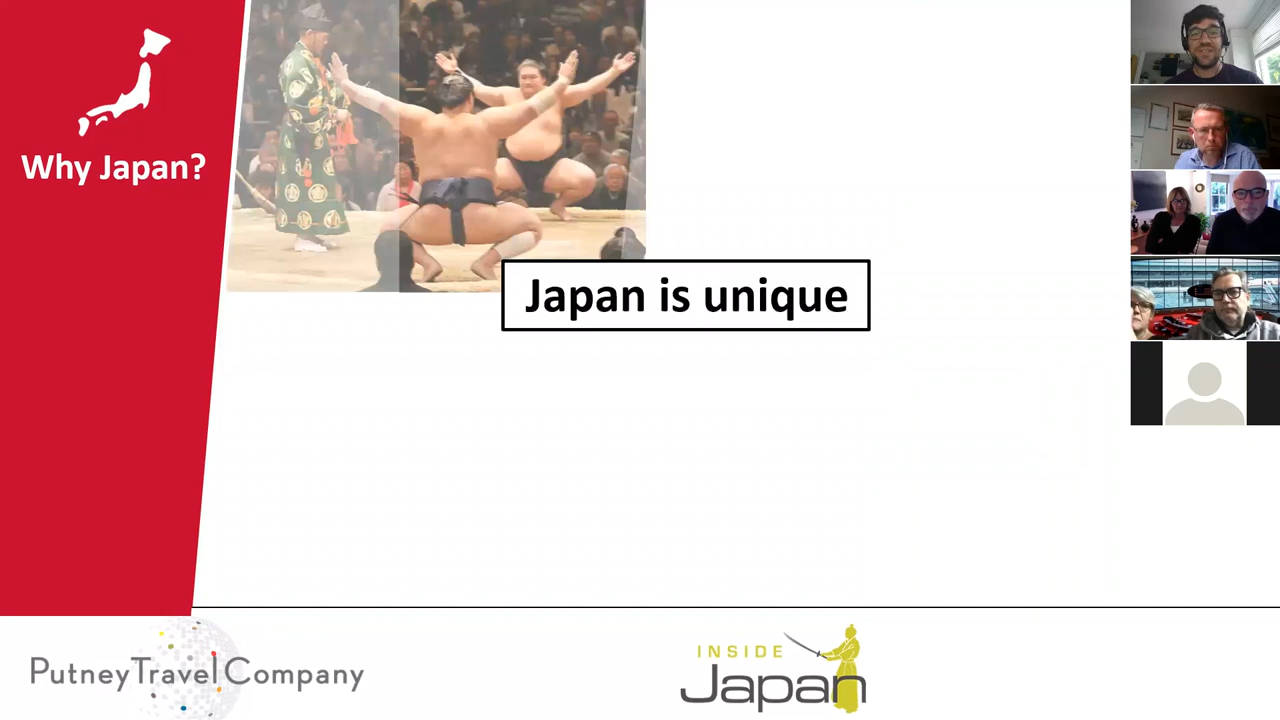 Why Japan?
Japan is unique
PutneyTravelCompany
INSIDE
Japan